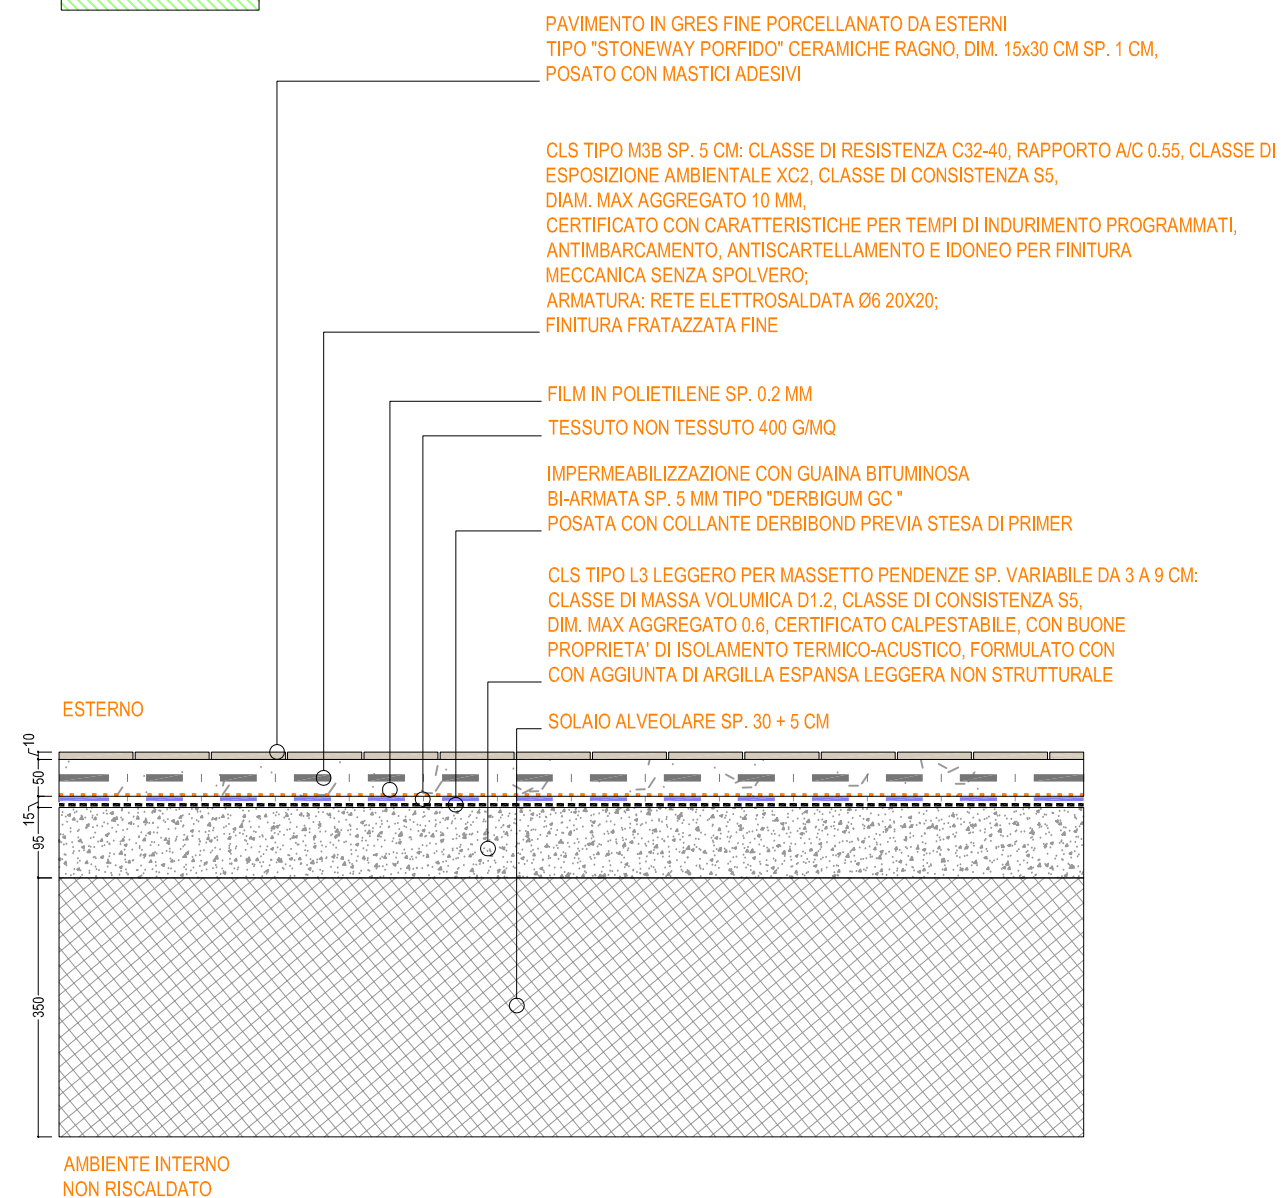 PAVIMENTO IN GRES FINE PORCELLANATO DA ESTERNI
TIPO "STONEWAY PORFIDO" CERAMICHE RAGNO, DIM. 15x30 CM SP. 1 CM,
POSATO CON MASTICI ADESIVI
CLS TIPO M3B SP. 5 CM: CLASSE DI RESISTENZA C32-40, RAPPORTO A/C 0.55, CLASSE DI
ESPOSIZIONE AMBIENTALE XC2, CLASSE DI CONSISTENZA S5,
DIAM. MAX AGGREGATO 10 MM,
CERTIFICATO CON CARATTERISTICHE PER TEMPI DI INDURIMENTO PROGRAMMATI,
ANTIMBARCAMENTO, ANTISCARTELLAMENTO E IDONEO PER FINITURA
MECCANICA SENZA SPOLVERO;
ARMATURA: RETE ELETTROSALDATA Ø6 20X20;
FINITURA FRATAZZATA FINE
FILM IN POLIETILENE SP. 0.2 MM
TESSUTO NON TESSUTO 400 G/MQ
IMPERMEABILIZZAZIONE CON GUAINA BITUMINOSA
BI-ARMATA SP. 5 MM TIPO "DERBIGUM GC "
POSATA CON COLLANTE DERBIBOND PREVIA STESA DI PRIMER
CLS TIPO L3 LEGGERO PER MASSETTO PENDENZE SP. VARIABILE DA 3 A 9 CM:
CLASSE DI MASSA VOLUMICA D1.2, CLASSE DI CONSISTENZA S5,
DIM. MAX AGGREGATO 0.6, CERTIFICATO CALPESTABILE, CON BUONE
PROPRIETA' DI ISOLAMENTO TERMICO-ACUSTICO, FORMULATO CON
CON AGGIUNTA DI ARGILLA ESPANSA LEGGERA NON STRUTTURALE
SOLAIO ALVEOLARE SP. 30 + 5 CM
ESTERNO
10
50
15
95
350
AMBIENTE INTERNO
NON RISCALDATO